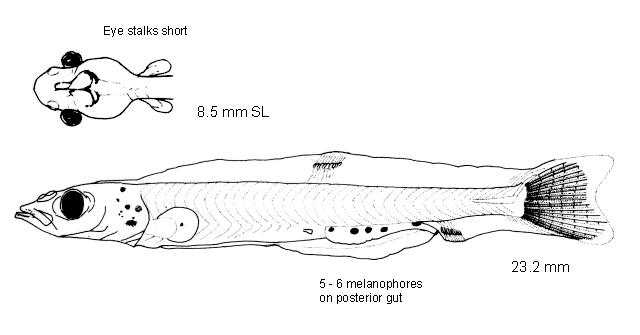 Eye stalks short
8.5 mm SL
23.2 mm
5 - 6 melanophores
on posterior gut